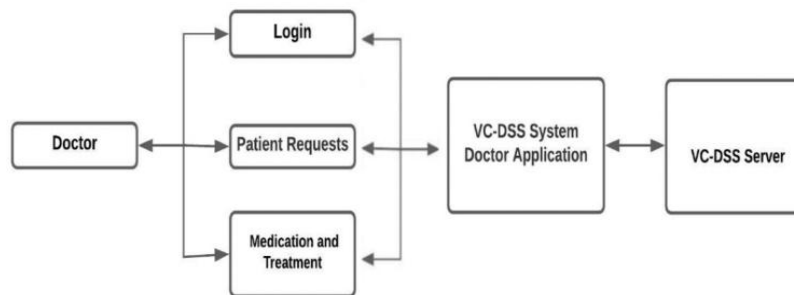 Login
Doctor
Patient Requests
Medication and
Treatment
VC-DSS System
Doctor Application
VC-DSS Server